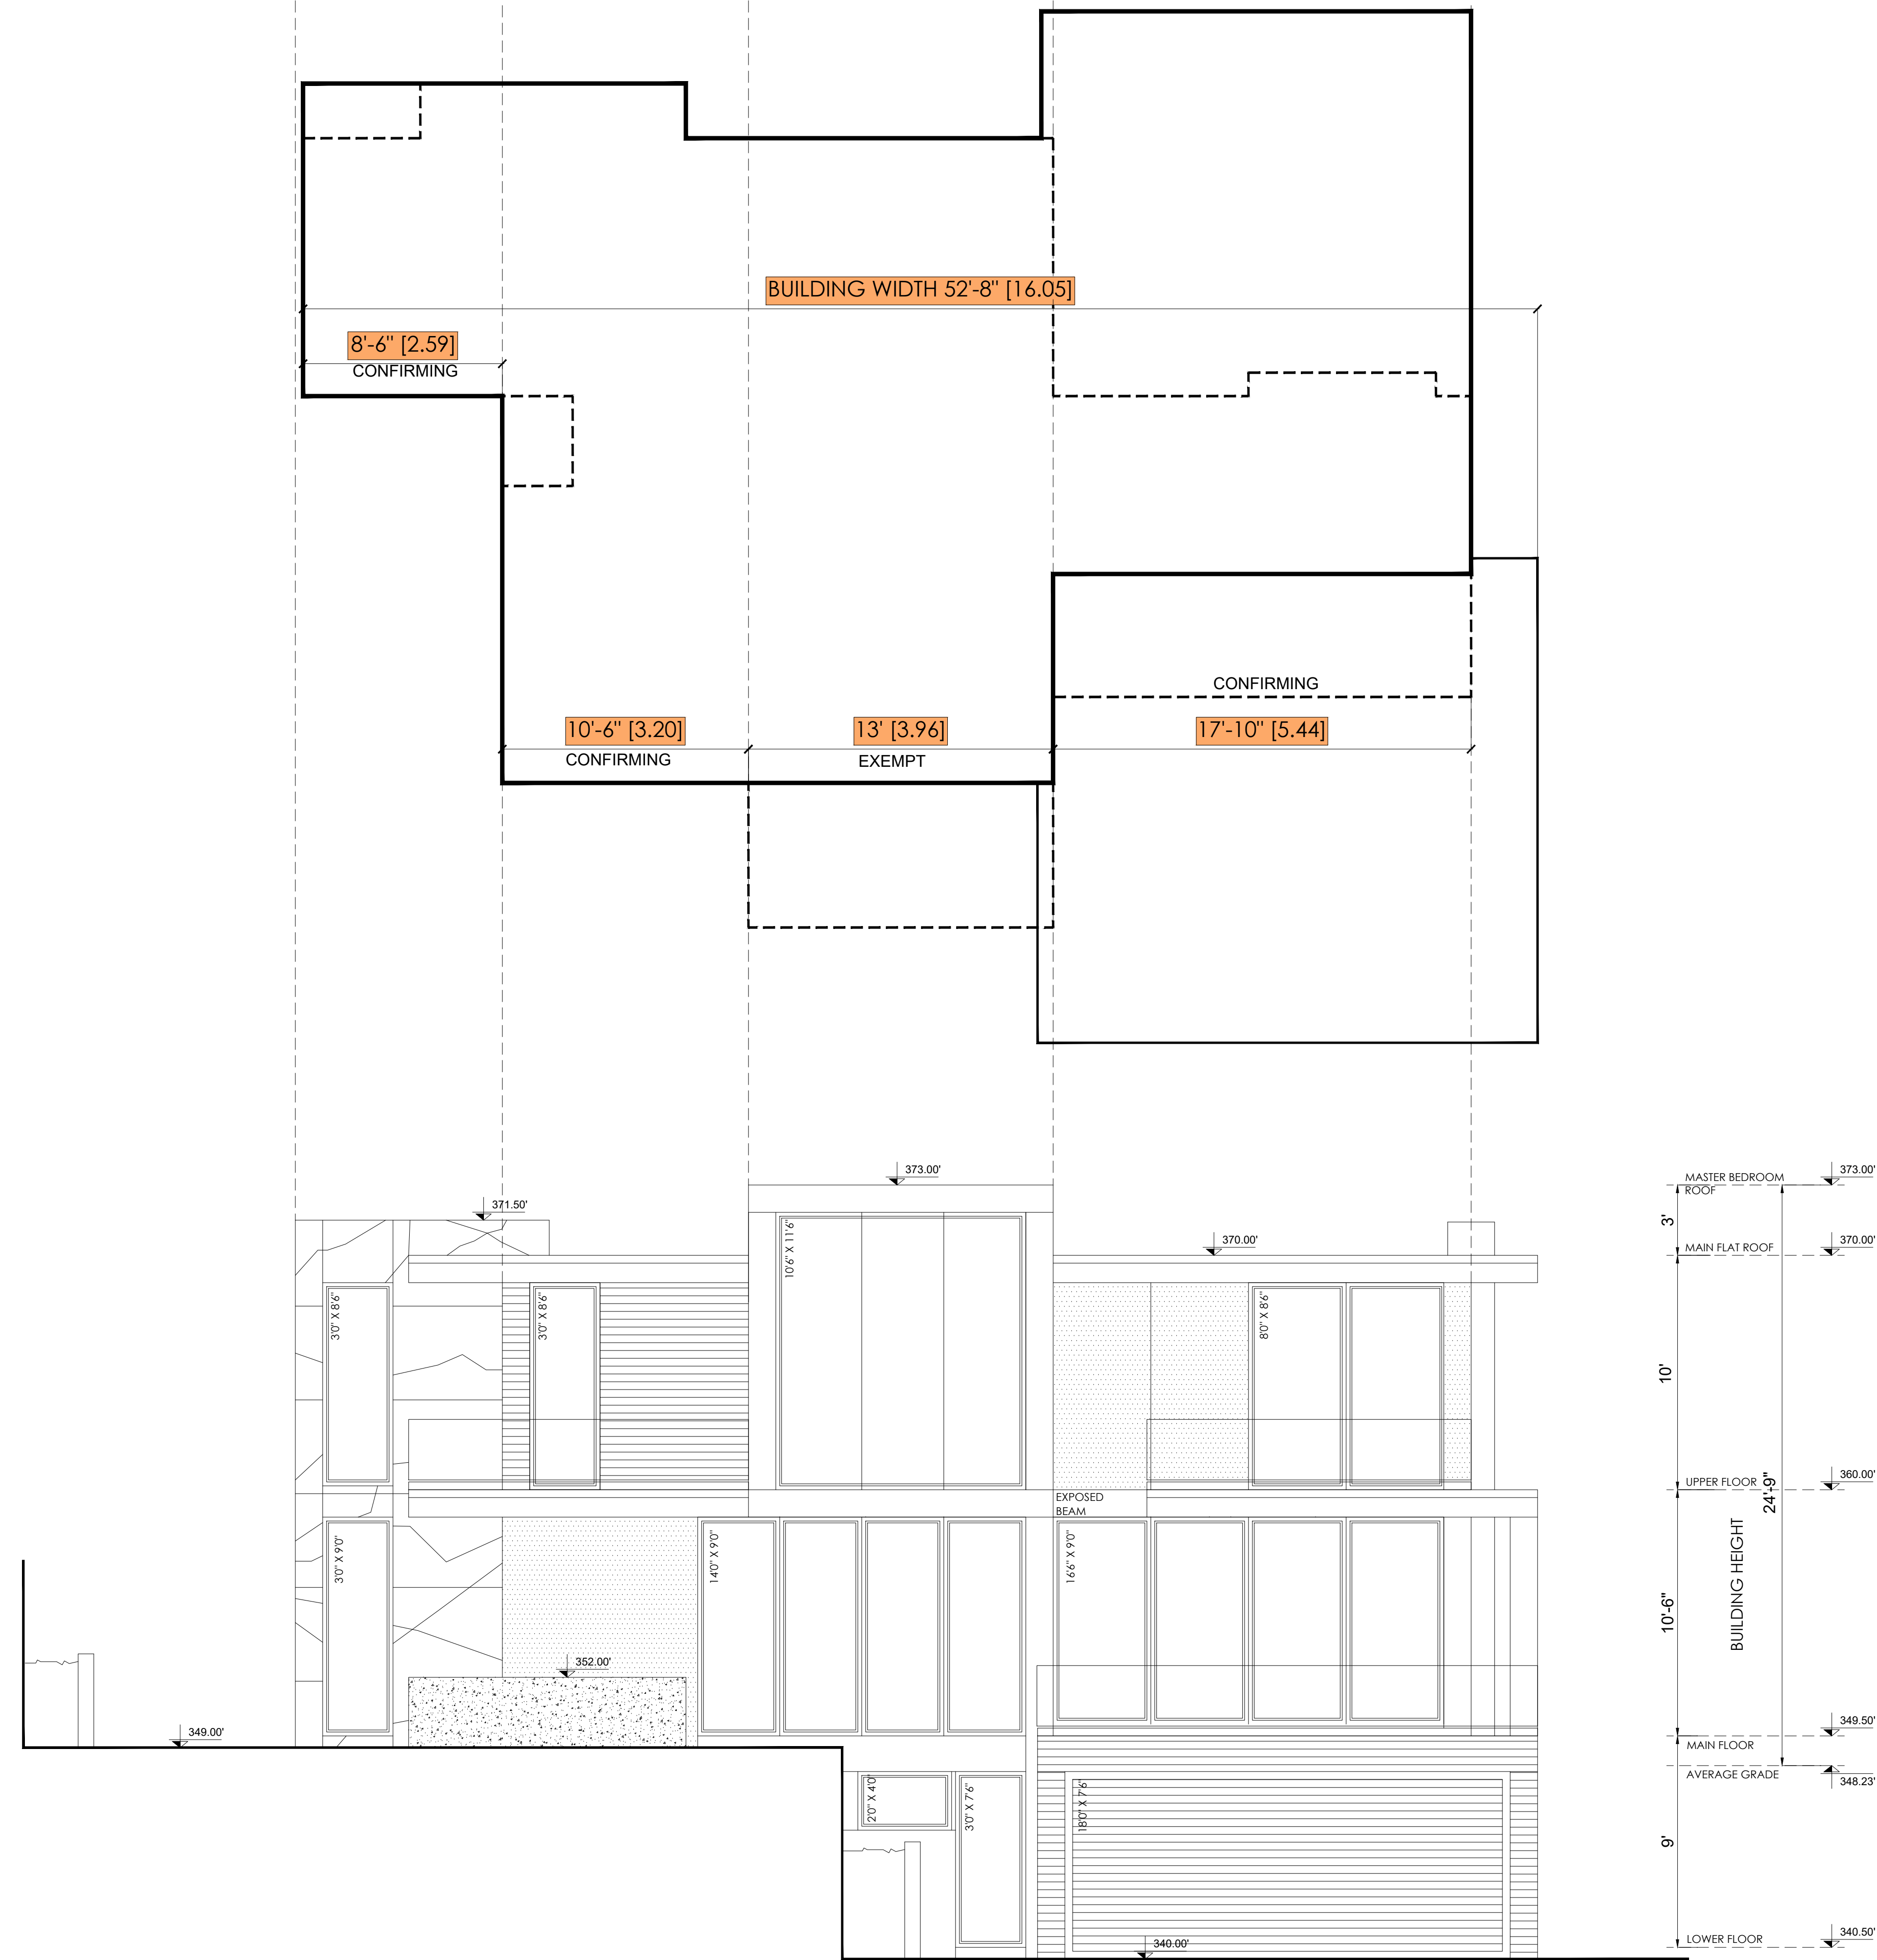 BUILDING WIDTH 52'-8" [16.05]
8'-6" [2.59]
CONFIRMING
CONFIRMING
10'-6" [3.20]
13' [3.96]
17'-10" [5.44]
CONFIRMING
EXEMPT
373.00'
371.50'
370.00'
MASTER BEDROOM
ROOF
373.00'
3'
MAIN FLAT ROOF
370.00'
3'0" X 8'6"
3'0" X 8'6"
10'6" X 11'6"
8'0" X 8'6"
10'
UPPER FLOOR
360.00'
24'-9"
BUILDING HEIGHT
EXPOSED
BEAM
3'0" X 9'0"
14'0" X 9'0"
16'6" X 9'0"
10'-6"
352.00'
349.00'
349.50'
MAIN FLOOR
AVERAGE GRADE
348.23'
2'0" X 4'0"
3'0" X 7'6"
18'0" X 7'6"
9'
340.00'
LOWER FLOOR
340.50'